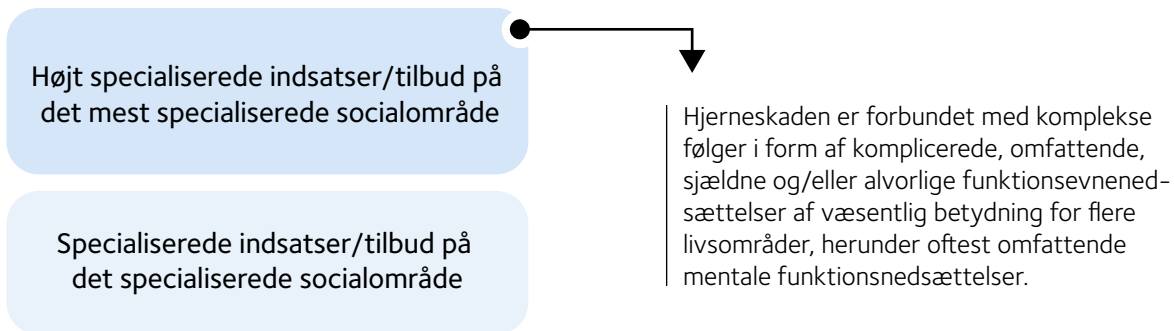 Højt specialiserede indsatser/tilbud på
det mest specialiserede socialområde
Hjerneskaden er forbundet med komplekse
følger i form af komplicerede, omfattende,
sjældne og/eller alvorlige funktionsevnened-
sættelser af væsentlig betydning for flere
livsområder, herunder oftest omfattende
mentale funktionsnedsættelser.
Specialiserede indsatser/tilbud på
det specialiserede socialområde